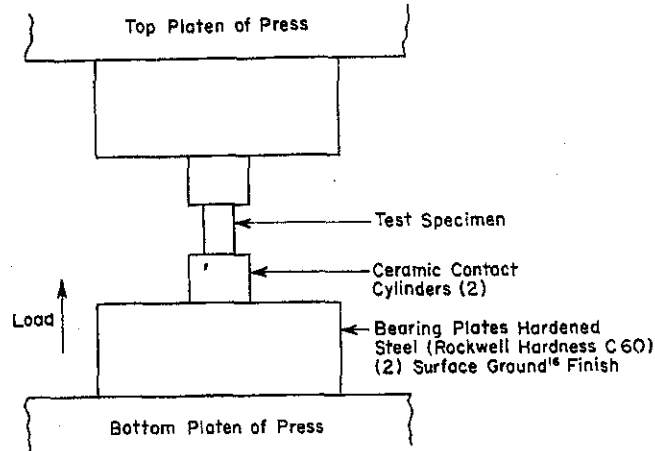 Top Platen of Press
Test Specimen
Ceramic Contact
Cylinders (2)
Load
Bearing Plates Hardened
Steel (Rockwell Hardness C60)
(2) Surface Ground¹⁶ Finish
Bottom Platen of Press